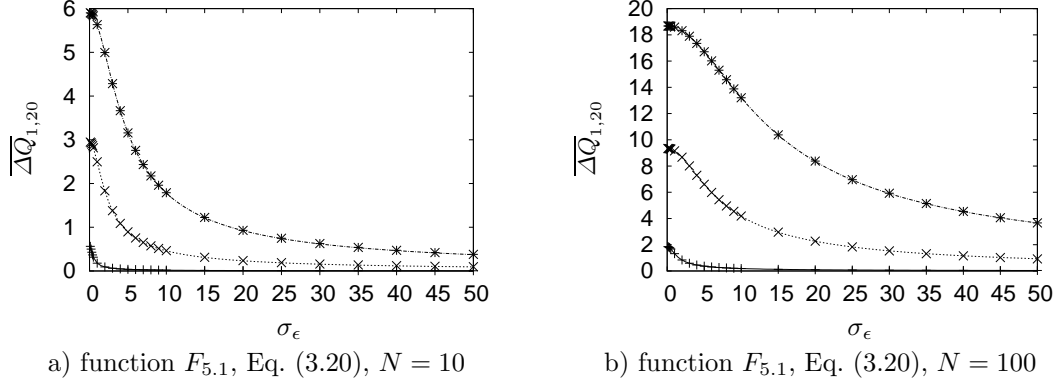 6
5
4
3
2
1
0
0 5 10 15 20 25 30 35 40 45 50
ΔQ1,20
σϵ
a) function F5.1, Eq. (3.20), N = 10
20
18
16
14
12
10
8
6
4
2
0
0 5 10 15 20 25 30 35 40 45 50
ΔQ1,20
σϵ
b) function F5.1, Eq. (3.20), N = 100